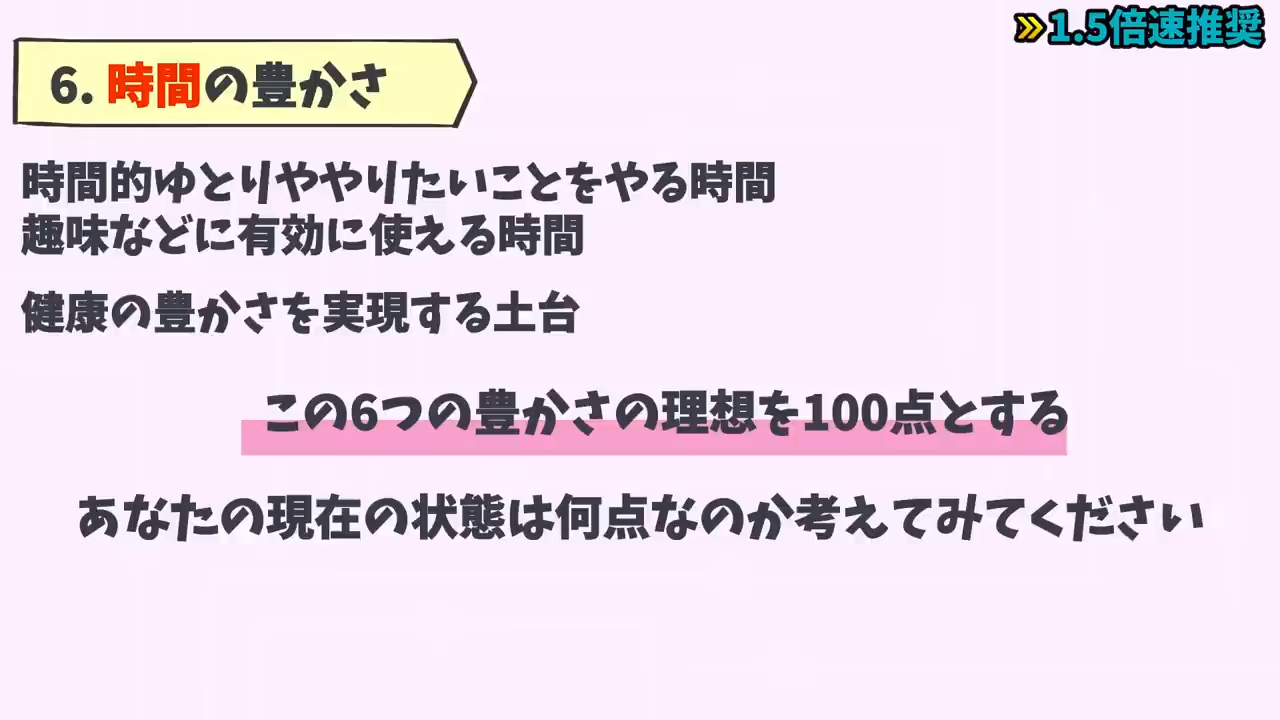 1.5倍速推奨
6. 時間の豊かさ
時間的ゆとりややりたいことをやる時間
趣味などに有効に使える時間
健康の豊かさを実現する土台
この6つの豊かさの理想を100点とする
あなたの現在の状態は何点なのか考えてみてください